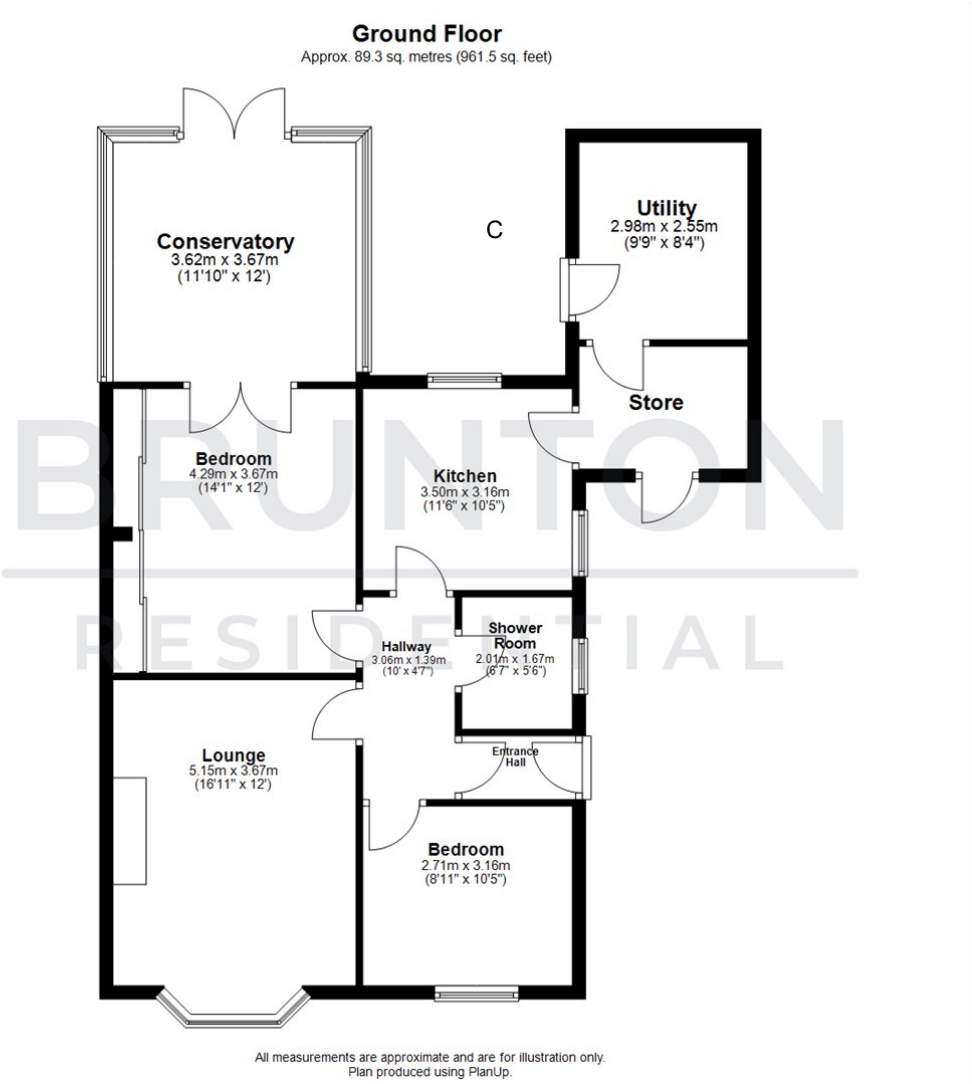 Ground Floor
Approx. 89.3 sq. metres (961.5 sq. feet)
C
Utility
2.98m x 2.55m
(9'9" x 8'4")
Conservatory
3.62m x 3.67m
(11'10" x 12')
Store
BRUNTON
RESIDENTIAL
Bedroom
4.29m x 3.67m
(14'1" x 12')
Kitchen
3.50m x 3.16m
(11'6" x 10'5")
Hallway
3.06m x 1.39m
(10' x 4'7")
Shower
Room
2.01m x 1.67m
(6'7" x 5'6")
Lounge
5.15m x 3.67m
(16'11" x 12')
Entrance
Hall
Bedroom
2.71m x 3.16m
(8'11" x 10'5")
All measurements are approximate and are for illustration only.
Plan produced using PlanUp.